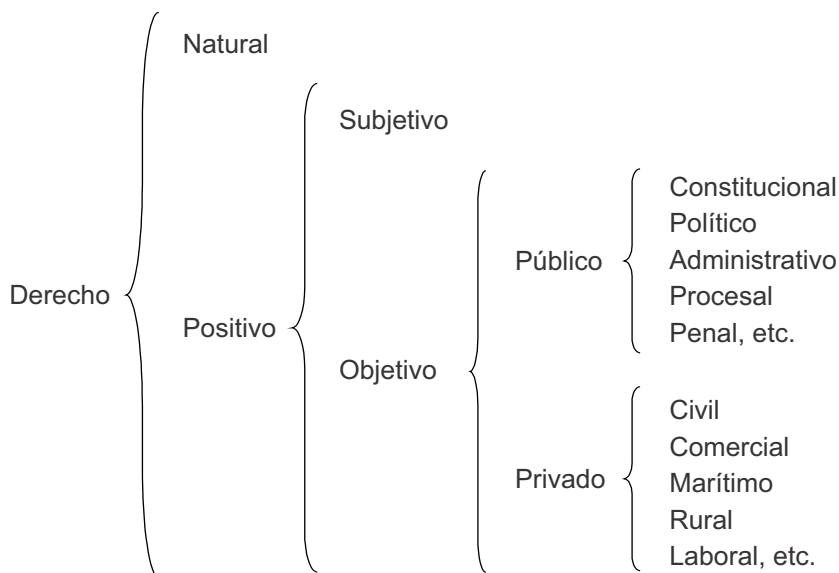 Derecho
Natural
Positivo
Subjetivo
Objetivo
Público
Constitucional
Político
Administrativo
Procesal
Penal, etc.
Privado
Civil
Comercial
Marítimo
Rural
Laboral, etc.